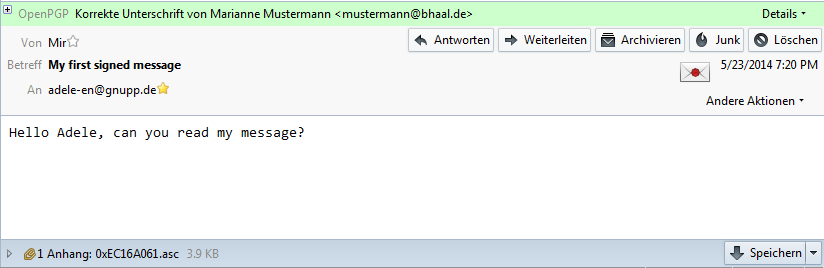 OpenPGP Korrekte Unterschrift von Marianne Mustermann <mustermann@bhaal.de> Details
Von Mir Antworten Weiterleiten Archivieren Junk Löschen
Betreff My first signed message 5/23/2014 7:20 PM
An adele-en@gnupp.de
Andere Aktionen
Hello Adele, can you read my message?
1 Anhang: 0xEC16A061.asc 3.9 KB Speichern